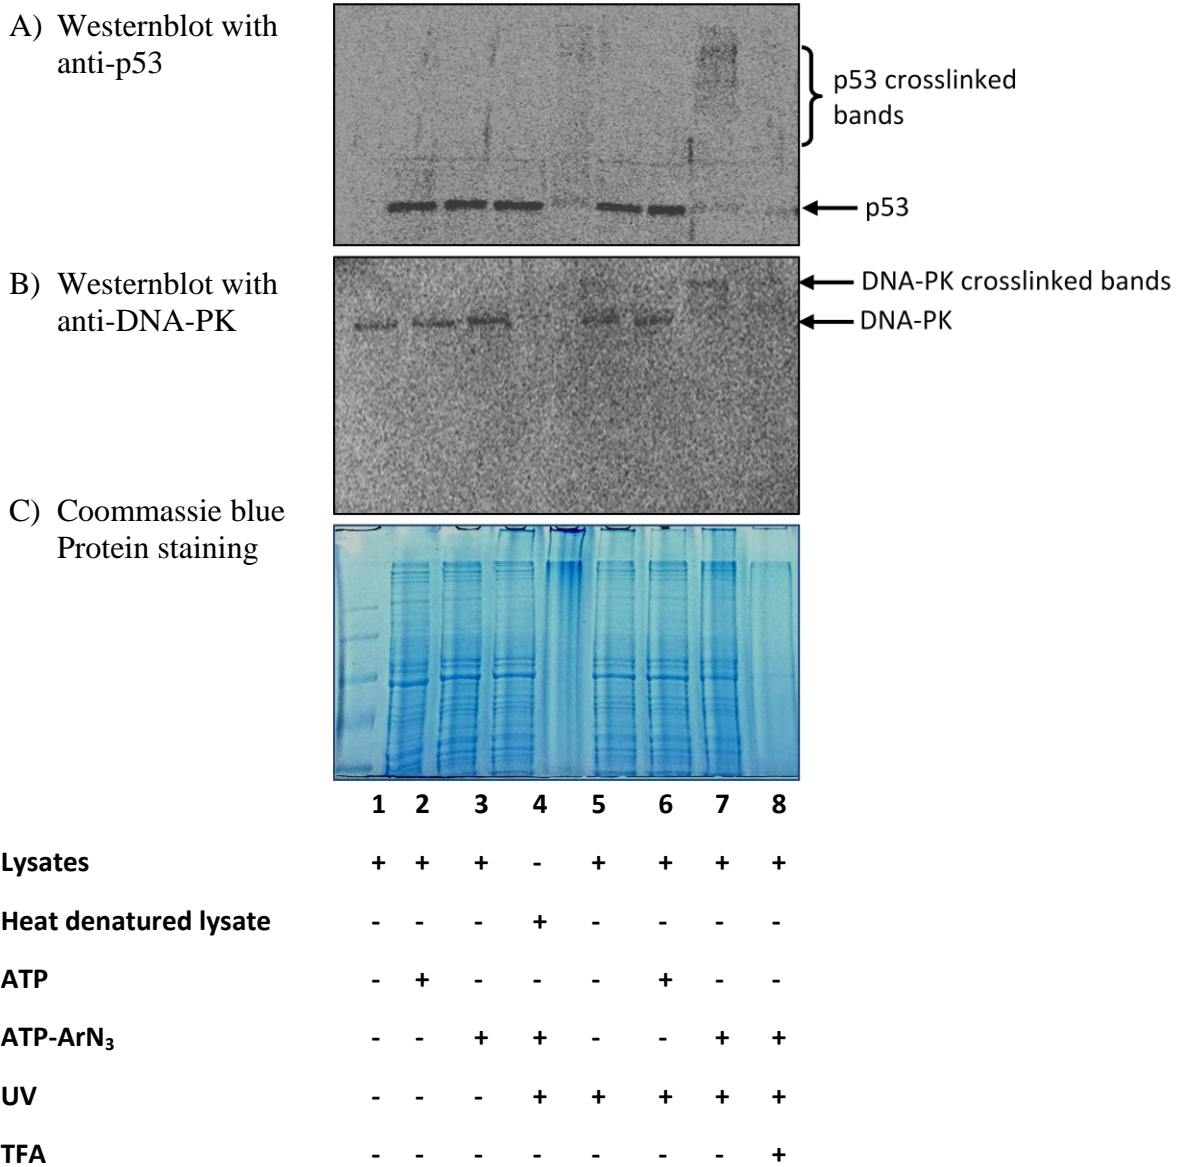 A) Westernblot with
anti-p53
p53 crosslinked
bands
p53
B) Westernblot with
anti-DNA-PK
DNA-PK crosslinked bands
DNA-PK
C) Coommassie blue
Protein staining
1 2 3 4 5 6 7 8
Lysates + + + - + + + +
Heat denatured lysate - - - + - - - -
ATP - + - - - + - -
ATP-ArN₃ - - + + - - + +
UV - - - + + + + +
TFA - - - - - - - +